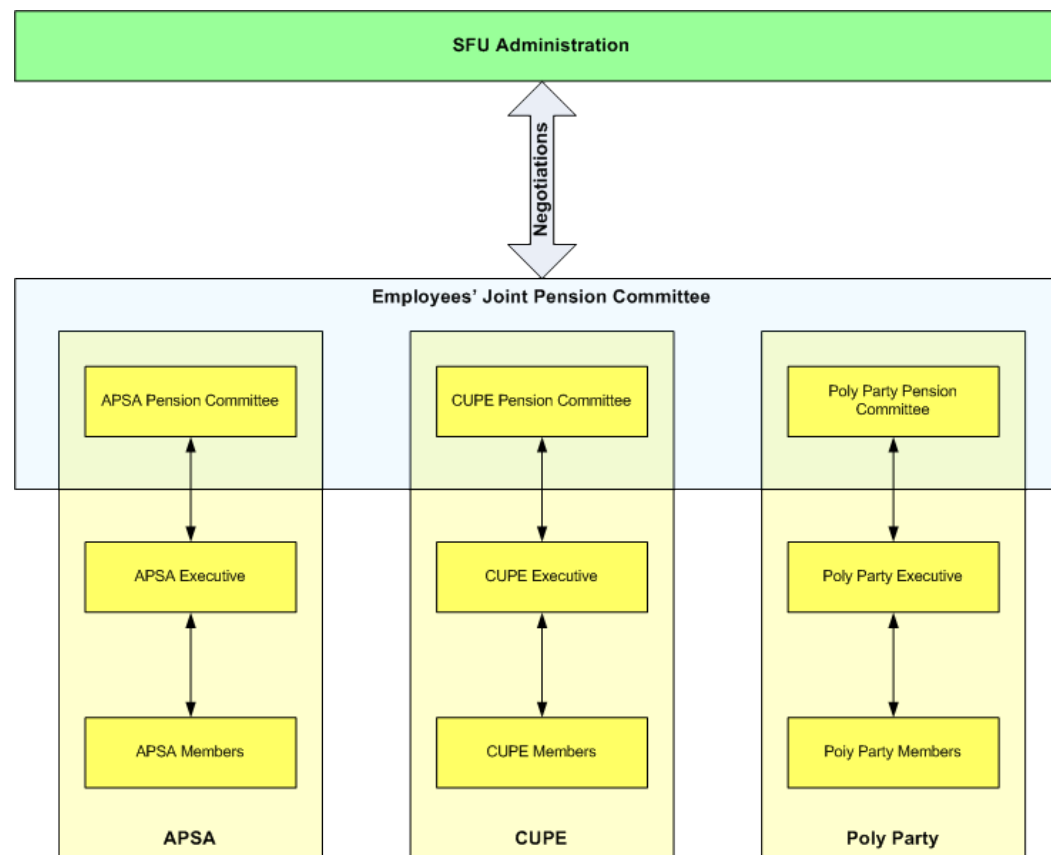 SFU Administration
Negotiations
Employees' Joint Pension Committee
APSA Pension Committee
CUPE Pension Committee
Poly Party Pension
Committee
APSA Executive
CUPE Executive
Poly Party Executive
APSA Members
CUPE Members
Poly Party Members
APSA
CUPE
Poly Party